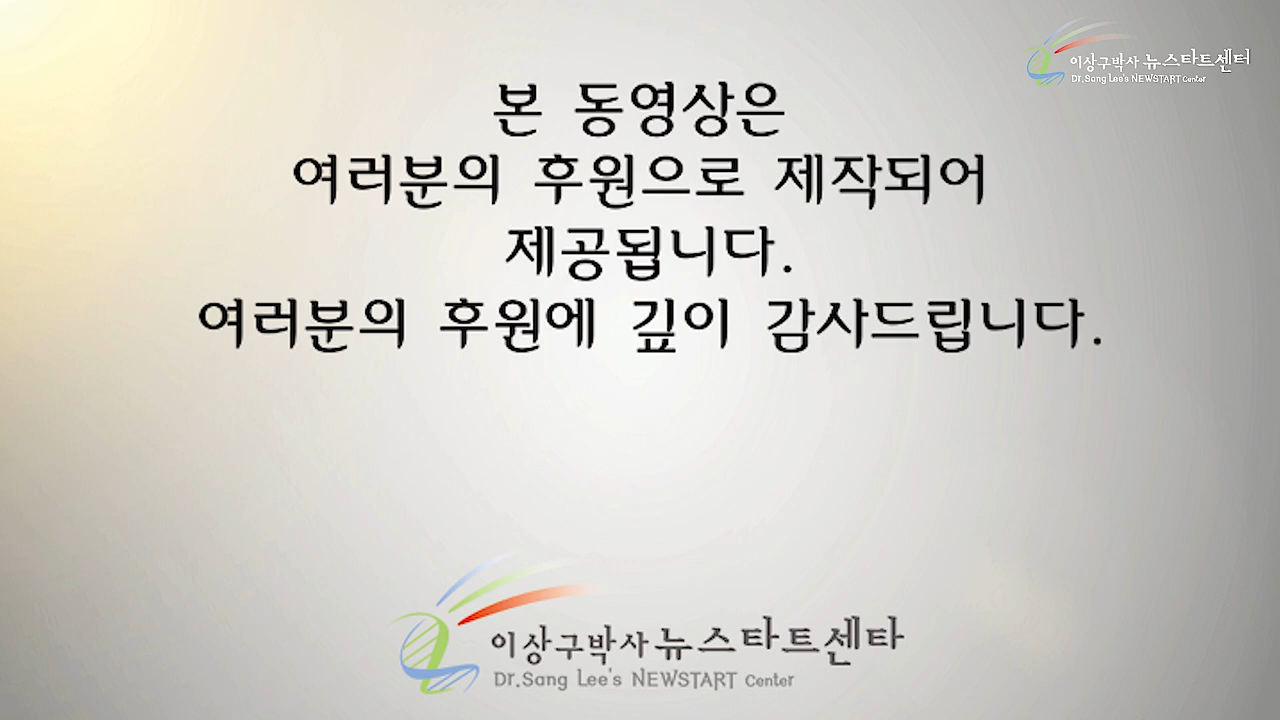 이상구박사 뉴스타트센터
Dr.Sang Lee's NEWSTART Center
본 동영상은
여러분의 후원으로 제작되어
제공됩니다.
여러분의 후원에 깊이 감사드립니다.
이상구박사 뉴스타트센타
Dr.Sang Lee's NEWSTART Center